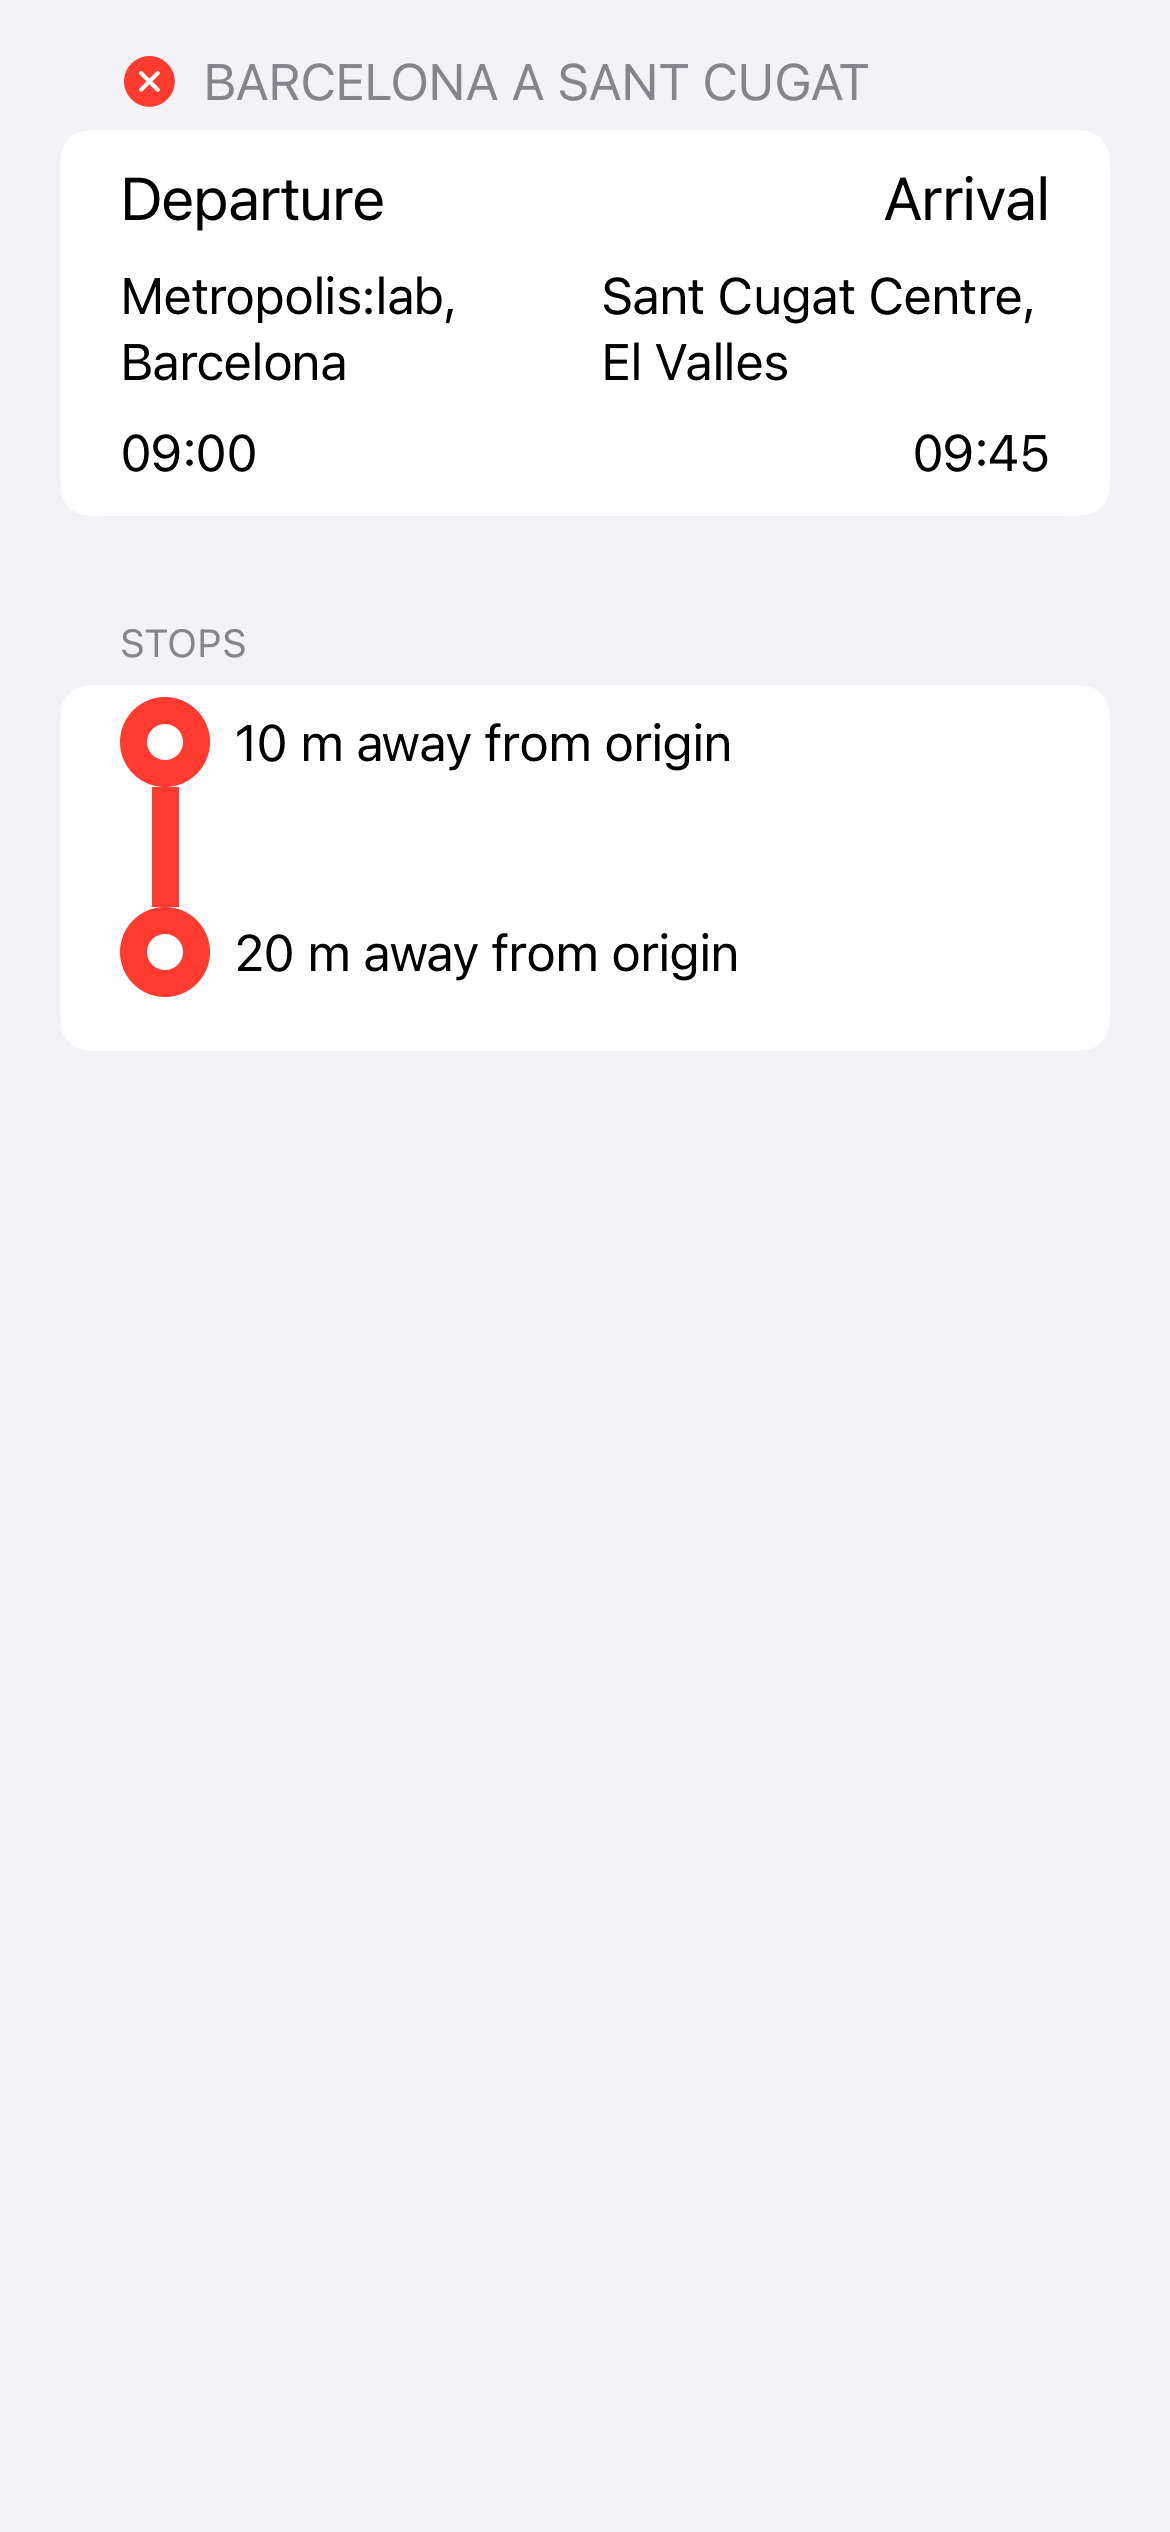 BARCELONA A SANT CUGAT
Departure Arrival
Metropolis:lab, Sant Cugat Centre,
Barcelona El Valles
09:00 09:45
STOPS
10 m away from origin
20 m away from origin